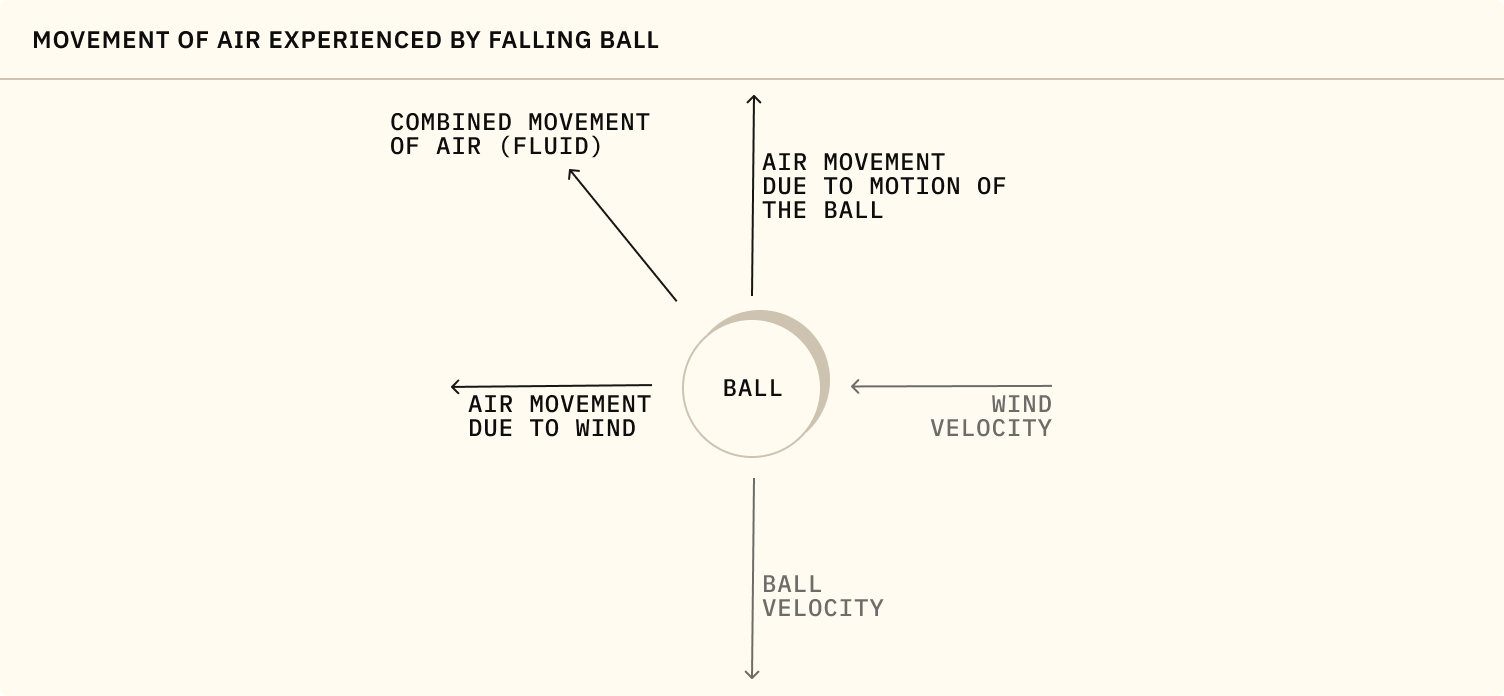 MOVEMENT OF AIR EXPERIENCED BY FALLING BALL
COMBINED MOVEMENT
OF AIR (FLUID)
AIR MOVEMENT
DUE TO MOTION OF
THE BALL
BALL
AIR MOVEMENT
DUE TO WIND
WIND
VELOCITY
BALL
VELOCITY